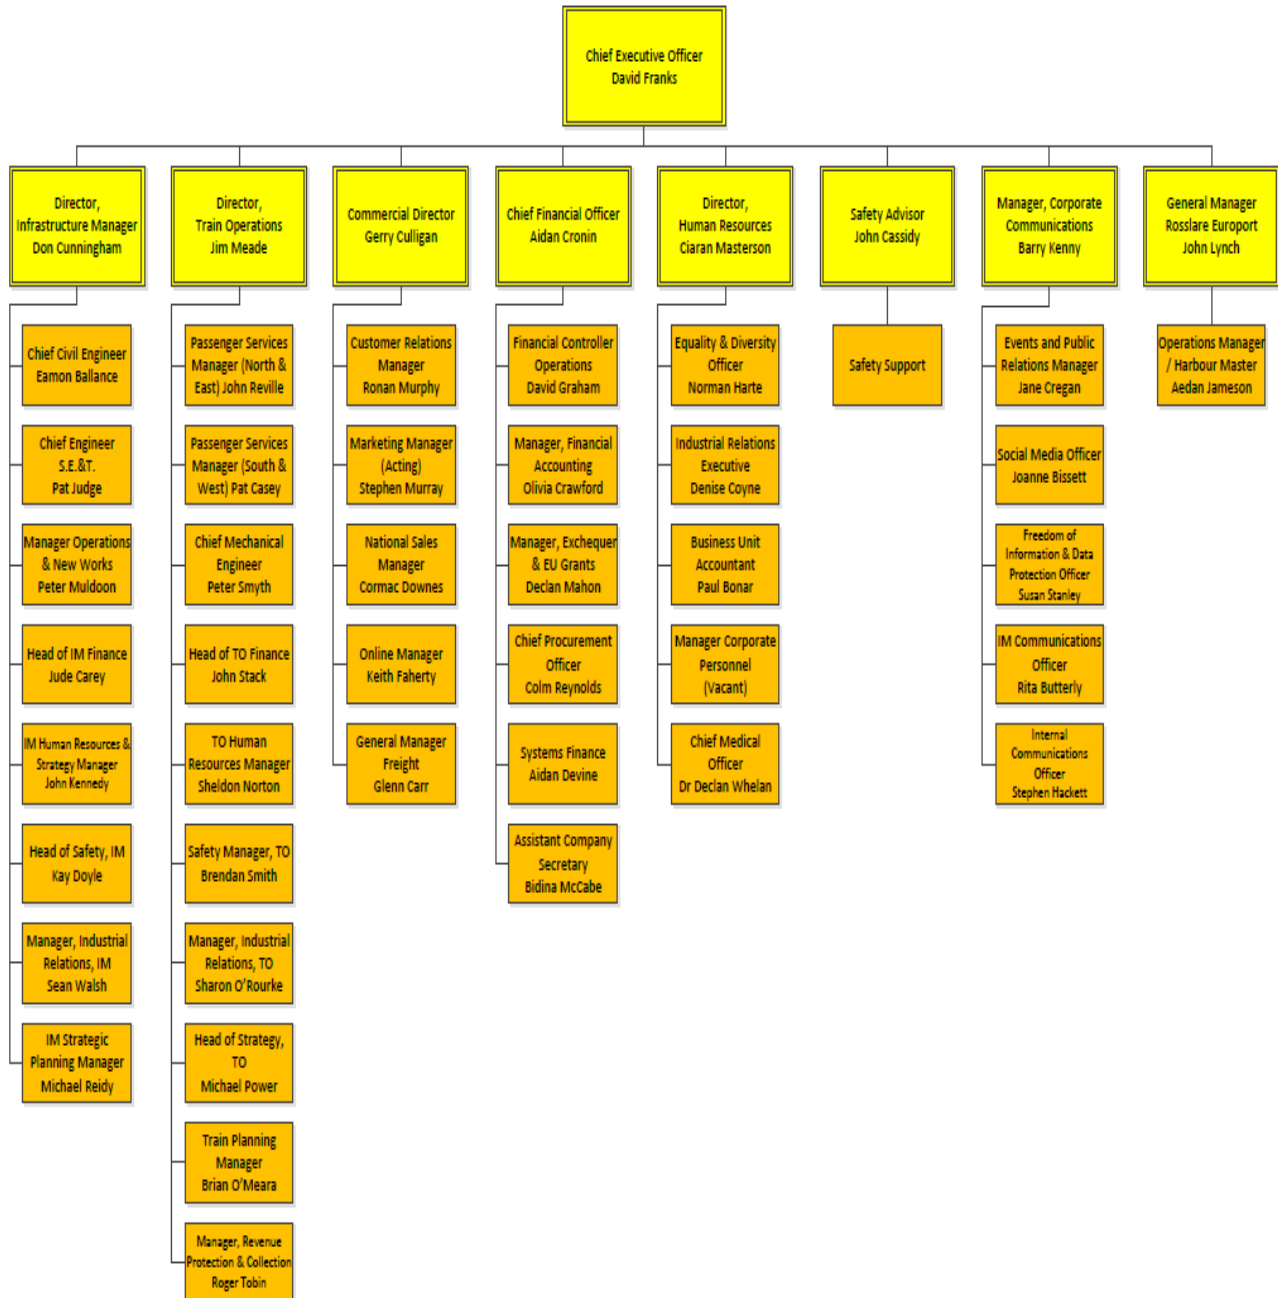 Chief Executive Officer
David Franks
Director,
Infrastructure Manager
Don Cunningham
Director,
Train Operations
Jim Meade
Commercial Director
Gerry Culligan
Chief Financial Officer
Aidan Cronin
Director,
Human Resources
Ciaran Masterson
Safety Advisor
John Cassidy
Manager, Corporate
Communications
Barry Kenny
General Manager
Rosslare Europort
John Lynch
Chief Civil Engineer
Eamon Ballance
Chief Engineer
S.E.&T.
Pat Judge
Manager Operations
& New Works
Peter Muldoon
Head of IM Finance
Jude Carey
IM Human Resources &
Strategy Manager
John Kennedy
Head of Safety, IM
Kay Doyle
Manager, Industrial
Relations, IM
Sean Walsh
IM Strategic
Planning Manager
Michael Reidy
Passenger Services
Manager (North &
East) John Reville
Passenger Services
Manager (South &
West) Pat Casey
Chief Mechanical
Engineer
Peter Smyth
Head of TO Finance
John Stack
TO Human
Resources Manager
Sheldon Norton
Safety Manager, TO
Brendan Smith
Manager, Industrial
Relations, TO
Sharon O'Rourke
Head of Strategy,
TO
Michael Power
Train Planning
Manager
Brian O'Meara
Manager, Revenue
Protection & Collection
Roger Tobin
Customer Relations
Manager
Ronan Murphy
Marketing Manager
(Acting)
Stephen Murray
National Sales
Manager
Cormac Downes
Online Manager
Keith Faherty
General Manager
Freight
Glenn Carr
Financial Controller
Operations
David Graham
Manager, Financial
Accounting
Olivia Crawford
Manager, Exchequer
& EU Grants
Declan Mahon
Chief Procurement
Officer
Colm Reynolds
Systems Finance
Aidan Devine
Assistant Company
Secretary
Bidina McCabe
Equality & Diversity
Officer
Norman Harte
Industrial Relations
Executive
Denise Coyne
Business Unit
Accountant
Paul Bonar
Manager Corporate
Personnel
(Vacant)
Chief Medical
Officer
Dr Declan Whelan
Safety Support
Events and Public
Relations Manager
Jane Cregan
Social Media Officer
Joanne Bissett
Freedom of
Information & Data
Protection Officer
Susan Stanley
IM Communications
Officer
Rita Butterly
Internal
Communications
Officer
Stephen Hackett
Operations Manager
/ Harbour Master
Aedan Jameson